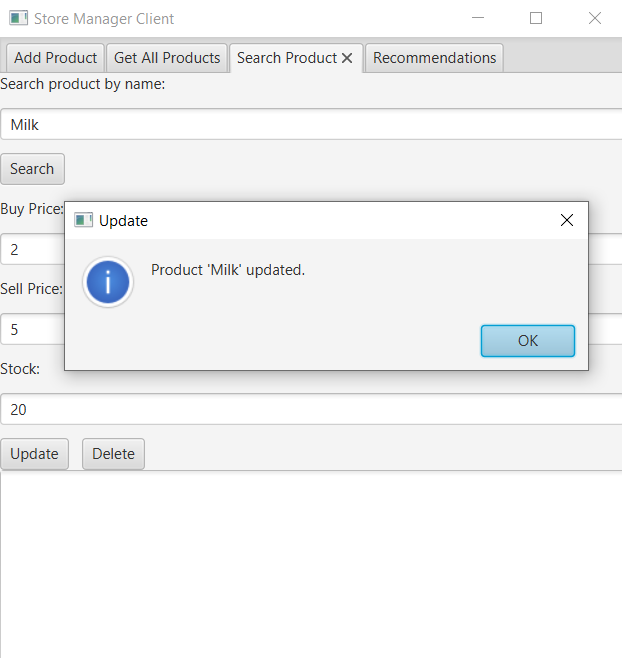 Store Manager Client
Add Product Get All Products Search Product Recommendations
Search product by name:
Milk
Search
Buy Price:
2
Sell Price:
5
Stock:
20
Update Delete
Update
Product 'Milk' updated.
OK